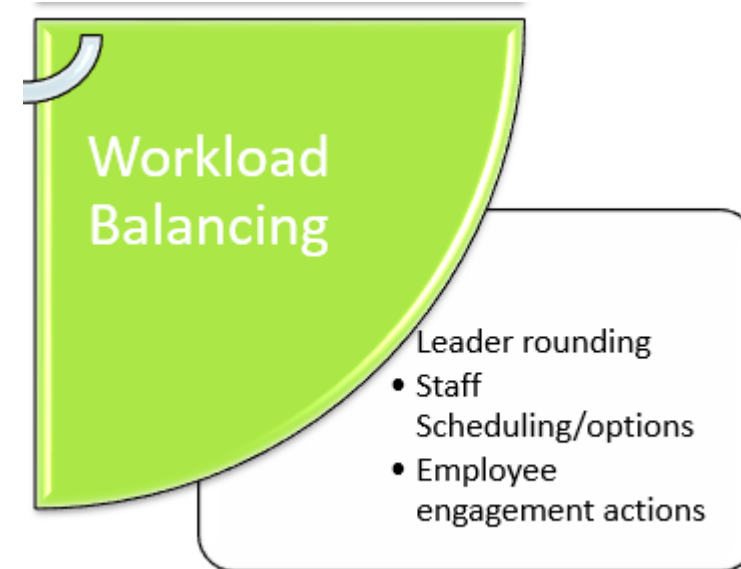 Workload
Balancing
Leader rounding
• Staff
Scheduling/options
• Employee
engagement actions